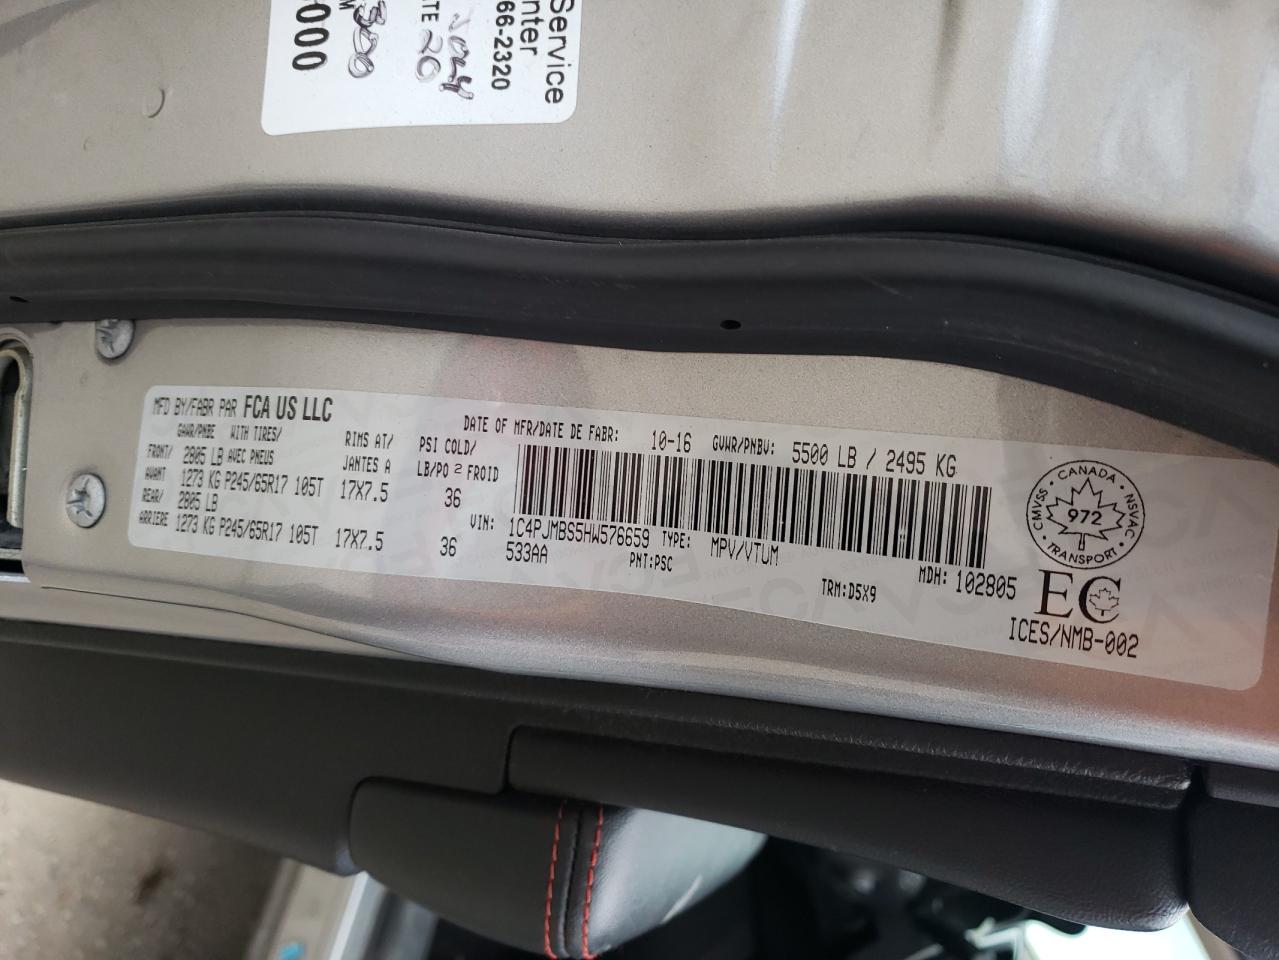 Service
nter
66-2320
ATE
20
300
000
MFD BY/FABR PAR FCA US LLC
DATE OF MFR/DATE DE FABR: 10-16 GVWR/PNBV: 5500 LB / 2495 KG
GAWR/PNBE WITH TIRES/ RIMS AT/ PSI COLD/
FRONT/ 2805 LB AVEC PNEUS JANTES A LB/PO 2 FROID
AVANT 1273 KG P245/65R17 105T 17X7.5 36
REAR/ 2805 LB
ARRIERE 1273 KG P245/65R17 105T 17X7.5 36
VIN: 1C4PJMBS5HW576659 TYPE: MPV/VTUM MDH: 102805
533AA PNT:PSC TRM:D5X9
CANADA
CMVSS · NSVAC
972
TRANSPORT
EC
ICES/NMB-002